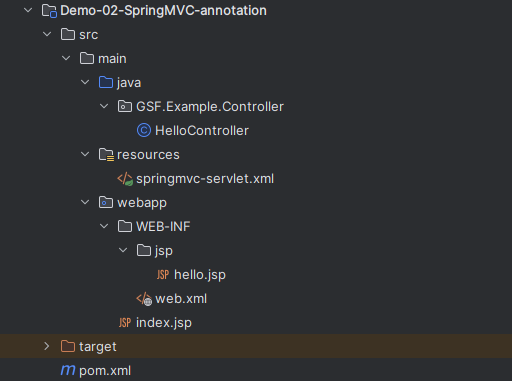 Demo-02-SpringMVC-annotation
src
main
java
GSF.Example.Controller
C HelloController
resources
</> springmvc-servlet.xml
webapp
WEB-INF
jsp
JSP hello.jsp
</> web.xml
JSP index.jsp
target
m pom.xml